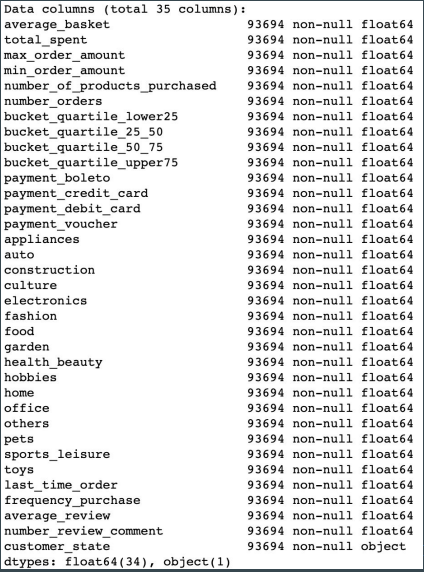 Data columns (total 35 columns):
average_basket 93694 non-null float64
total_spent 93694 non-null float64
max_order_amount 93694 non-null float64
min_order_amount 93694 non-null float64
number_of_products_purchased 93694 non-null float64
number_orders 93694 non-null float64
bucket_quartile_lower25 93694 non-null float64
bucket_quartile_25_50 93694 non-null float64
bucket_quartile_50_75 93694 non-null float64
bucket_quartile_upper75 93694 non-null float64
payment_boleto 93694 non-null float64
payment_credit_card 93694 non-null float64
payment_debit_card 93694 non-null float64
payment_voucher 93694 non-null float64
appliances 93694 non-null float64
auto 93694 non-null float64
construction 93694 non-null float64
culture 93694 non-null float64
electronics 93694 non-null float64
fashion 93694 non-null float64
food 93694 non-null float64
garden 93694 non-null float64
health_beauty 93694 non-null float64
hobbies 93694 non-null float64
home 93694 non-null float64
office 93694 non-null float64
others 93694 non-null float64
pets 93694 non-null float64
sports_leisure 93694 non-null float64
toys 93694 non-null float64
last_time_order 93694 non-null float64
frequency_purchase 93694 non-null float64
average_review 93694 non-null float64
number_review_comment 93694 non-null float64
customer_state 93694 non-null object
dtypes: float64(34), object(1)